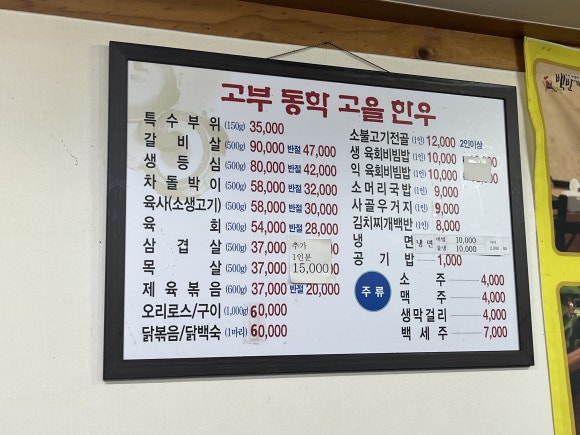 고부 동학 고을 한우
특수부위 (150g) 35,000
갈비살 (500g) 90,000 반절 47,000
생등심 (500g) 80,000 반절 42,000
차돌박이 (500g) 58,000 반절 32,000
육사(소생고기) (500g) 58,000 반절 30,000
육회 (500g) 54,000 반절 28,000
삼겹살 (500g) 37,000
목살 (500g) 37,000
추가
1인분
15,000
제육볶음 (600g) 37,000 반절 20,000
오리로스/구이 (1,000g) 60,000
닭볶음/닭백숙 (1마리) 60,000
소불고기전골 (1인) 12,000 2인이상
생 육회비빔밥 (1인) 10,000
익 육회비빔밥 (1인) 10,000
소머리국밥 (1인) 9,000
사골우거지 (1인) 9,000
김치찌개백반 (1인) 8,000
냉면 냉면 비빔 10,000
물냉 10,000
공기밥 1,000
주류
소주 4,000
맥주 4,000
생막걸리 4,000
백세주 7,000
백반